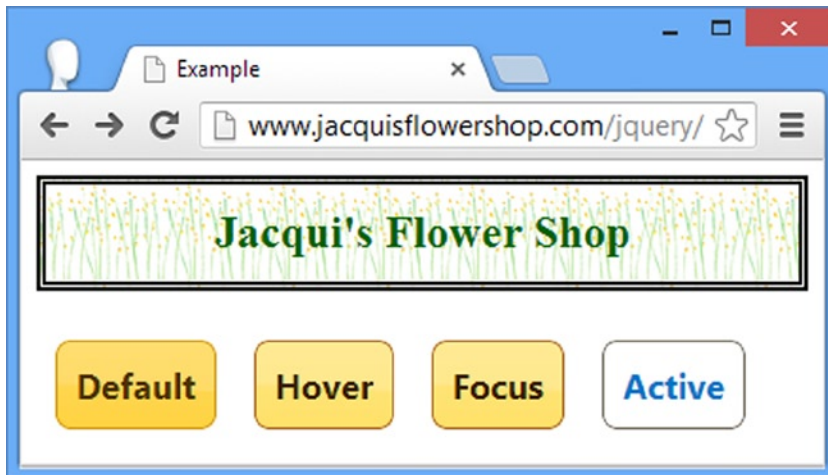 Example
www.jacquisflowershop.com/jquery/
Jacqui's Flower Shop
Default Hover Focus Active